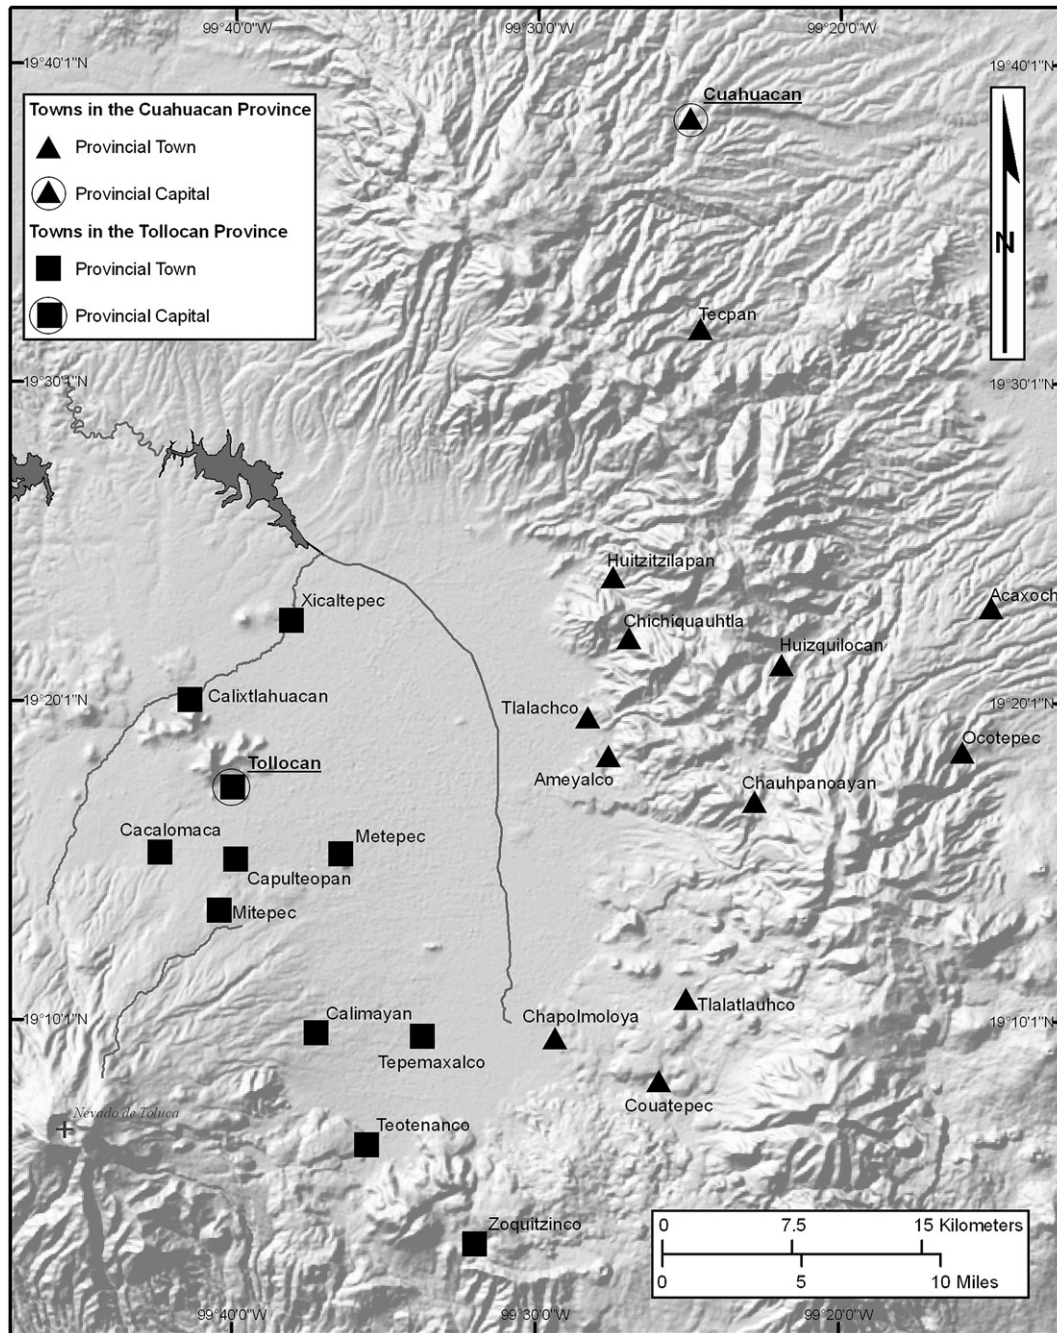 99°40'0"W
99°30'0"W
99°20'0"W
19°40'1"N
19°40'1"N
Towns in the Cuahuacan Province
Provincial Town
Provincial Capital
Towns in the Tollocan Province
Provincial Town
Provincial Capital
Cuahuacan
N
Tecpan
19°30'1"N
19°30'1"N
Huitzitzilapan
Acaxoch
Xicaltepec
Chichiquauhtla
Huizquilocan
19°20'1"N
Calixtlahuacan
19°20'1"N
Tlalachco
Ocotepec
Tollocan
Ameyalco
Chauhpanoayan
Cacalomaca
Metepec
Capulteopan
Mitepec
Tlalatlauhco
19°10'1"N
Calimayan
Chapolmoloya
19°10'1"N
Tepemaxalco
Couatepec
Nevado de Toluca
Teotenanco
Zoquitzinco
0 7.5 15 Kilometers
0 5 10 Miles
99°40'0"W
99°30'0"W
99°20'0"W